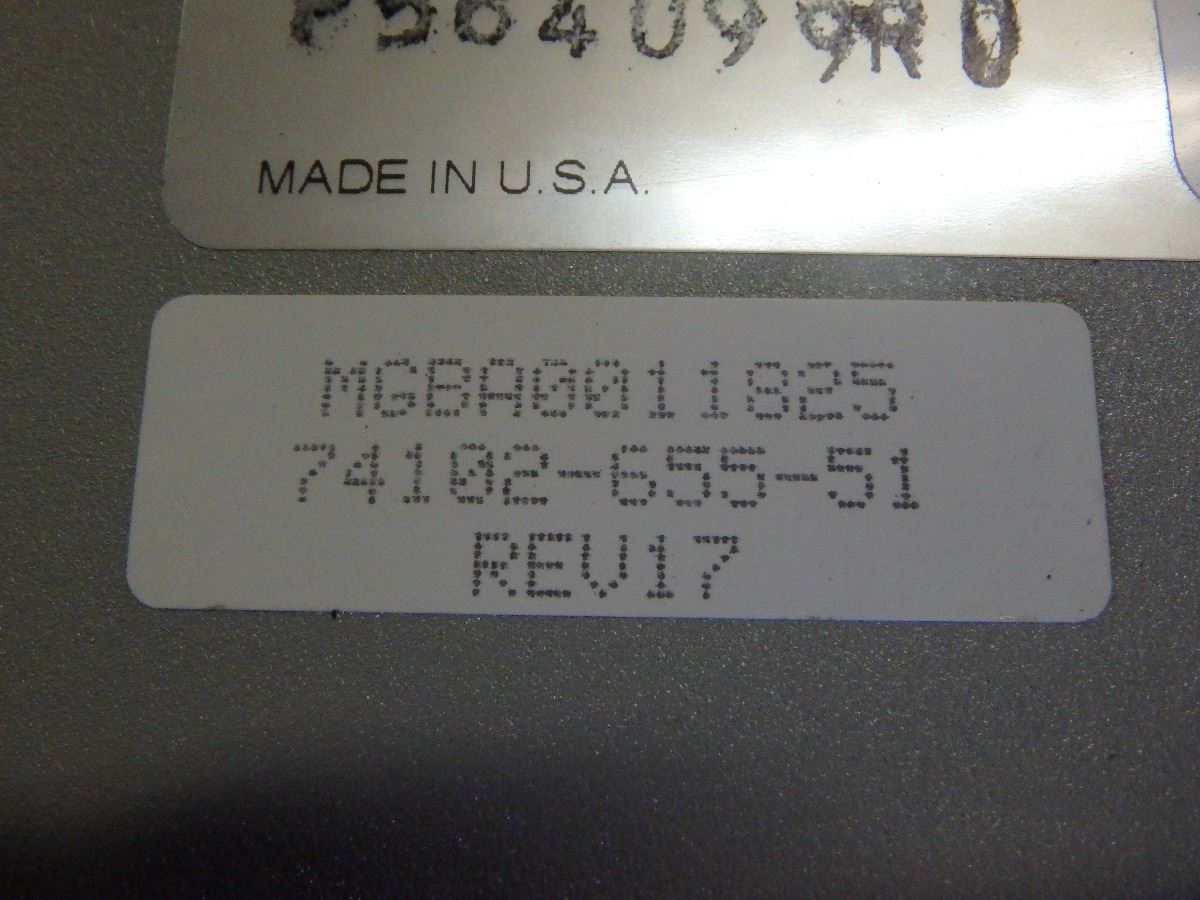 P564099R0
MADE IN U.S.A.
MGBA0011825
74102-655-51
REV17